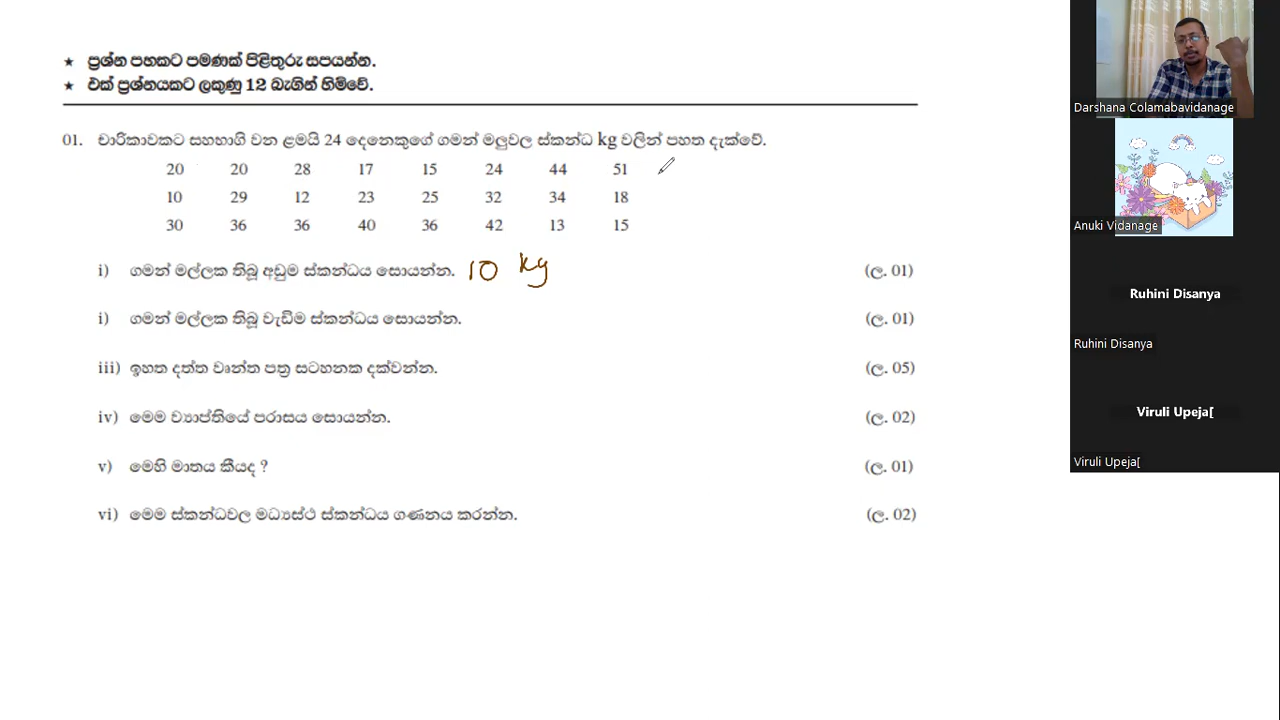 ★ ප්‍රශ්න පහකට පමණක් පිළිතුරු සපයන්න.
★ එක් ප්‍රශ්නයකට ලකුණු 12 බැගින් හිමිවේ.
01. චාරිකාවකට සහභාගි වන ළමයි 24 දෙනෙකුගේ ගමන් මලුවල ස්කන්ධ kg වලින් පහත දැක්වේ.
20 20 28 17 15 24 44 51
10 29 12 23 25 32 34 18
30 36 36 40 36 42 13 15
i) ගමන් මල්ලක තිබූ අඩුම ස්කන්ධය සොයන්න. 10 kg (ල. 01)
i) ගමන් මල්ලක තිබූ වැඩිම ස්කන්ධය සොයන්න. (ල. 01)
iii) ඉහත දත්ත වෘන්ත පත්‍ර සටහනක දක්වන්න. (ල. 05)
iv) මෙම ව්‍යාප්තියේ පරාසය සොයන්න. (ල. 02)
v) මෙහි මාතය කීයද ? (ල. 01)
vi) මෙම ස්කන්ධවල මධ්‍යස්ථ ස්කන්ධය ගණනය කරන්න. (ල. 02)
Darshana Colamabavidanage
Anuki Vidanage
Ruhini Disanya
Ruhini Disanya
Viruli Upeja[
Viruli Upeja[